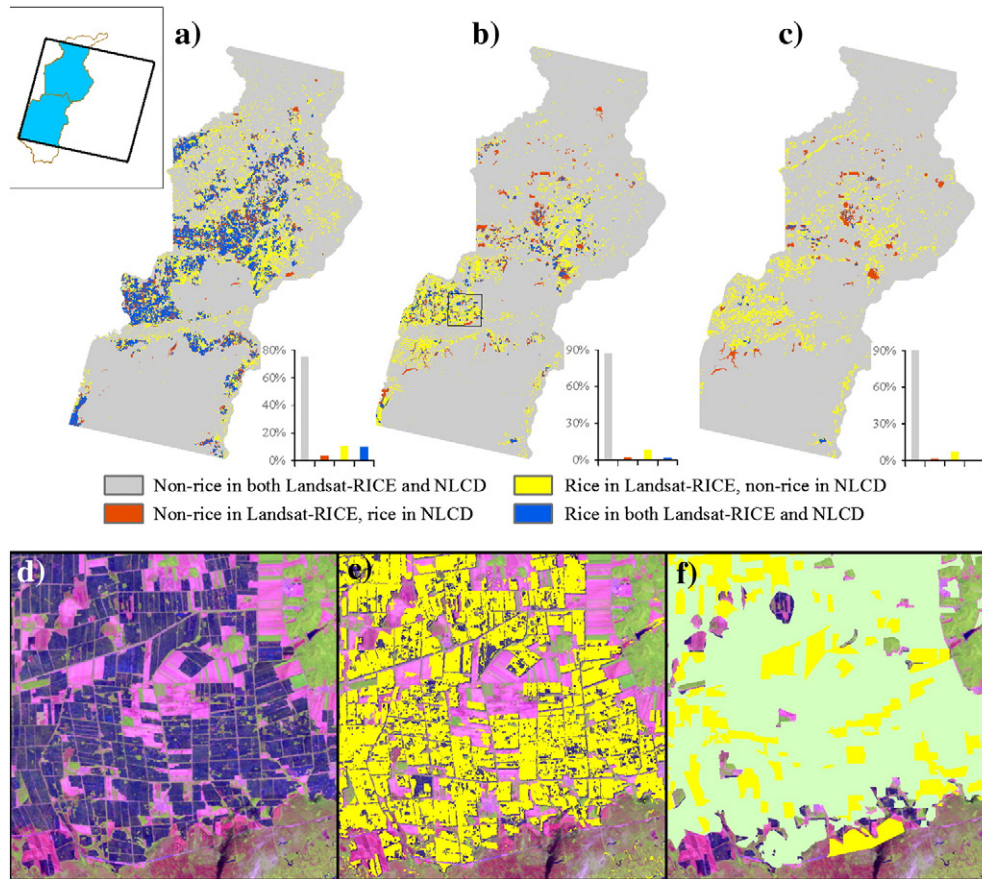 a)
b)
c)
80%
60%
40%
20%
0%
90%
60%
30%
0%
90%
60%
30%
0%
Non-rice in both Landsat-RICE and NLCD
Rice in Landsat-RICE, non-rice in NLCD
Non-rice in Landsat-RICE, rice in NLCD
Rice in both Landsat-RICE and NLCD
d)
e)
f)